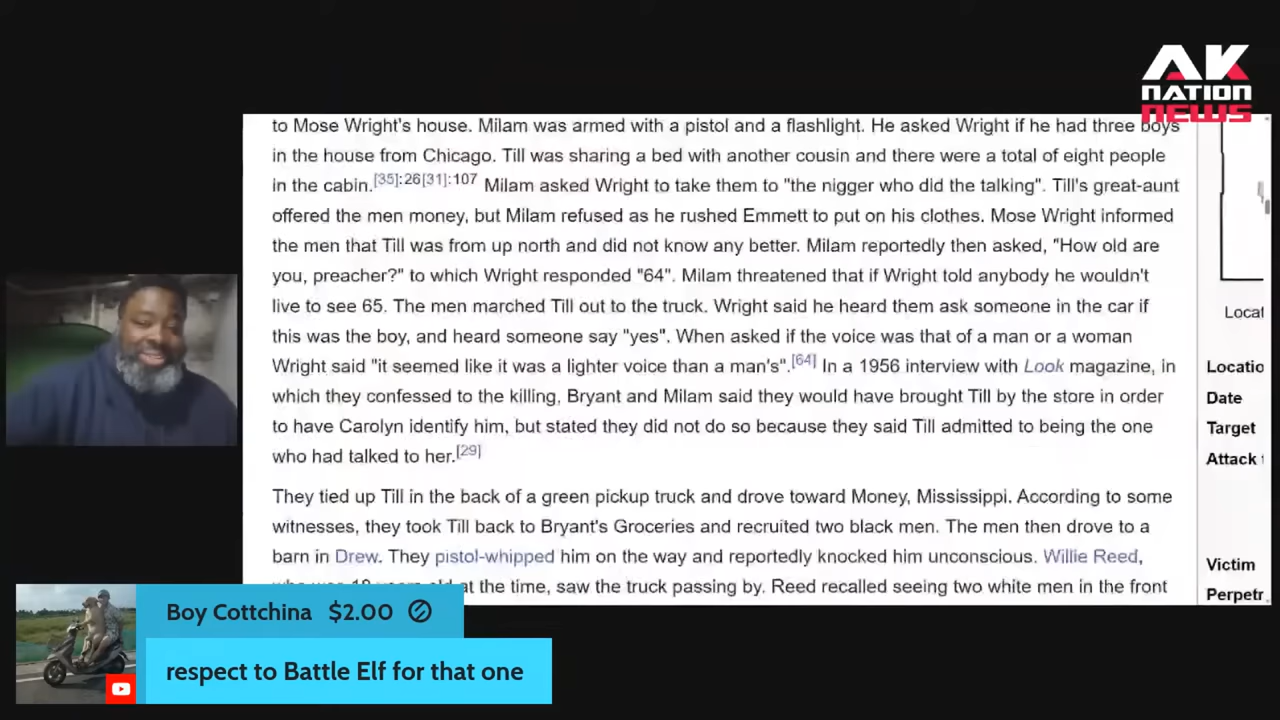 AK
NATION
NEWS
to Mose Wright's house. Milam was armed with a pistol and a flashlight. He asked Wright if he had three boys
in the house from Chicago. Till was sharing a bed with another cousin and there were a total of eight people
in the cabin.[35]:26[31]:107 Milam asked Wright to take them to "the nigger who did the talking". Till's great-aunt
offered the men money, but Milam refused as he rushed Emmett to put on his clothes. Mose Wright informed
the men that Till was from up north and did not know any better. Milam reportedly then asked, "How old are
you, preacher?" to which Wright responded "64". Milam threatened that if Wright told anybody he wouldn't
live to see 65. The men marched Till out to the truck. Wright said he heard them ask someone in the car if
this was the boy, and heard someone say "yes". When asked if the voice was that of a man or a woman
Wright said "it seemed like it was a lighter voice than a man's".[64] In a 1956 interview with Look magazine, in
which they confessed to the killing, Bryant and Milam said they would have brought Till by the store in order
to have Carolyn identify him, but stated they did not do so because they said Till admitted to being the one
who had talked to her.[29]
They tied up Till in the back of a green pickup truck and drove toward Money, Mississippi. According to some
witnesses, they took Till back to Bryant's Groceries and recruited two black men. The men then drove to a
barn in Drew. They pistol-whipped him on the way and reportedly knocked him unconscious. Willie Reed,
at the time, saw the truck passing by. Reed recalled seeing two white men in the front
Locat
Locatio
Date
Target
Attack t
Victim
Perpetr
Boy Cottchina $2.00
respect to Battle Elf for that one